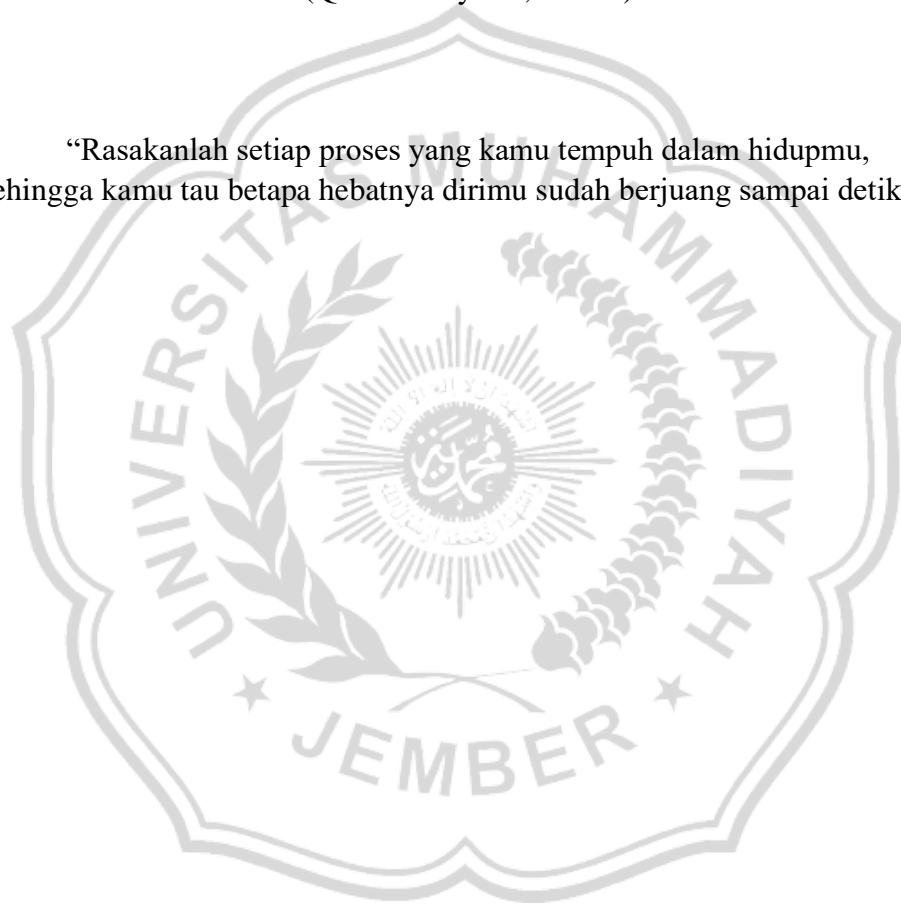 “Rasakanlah setiap proses yang kamu tempuh dalam hidupmu,
ehingga kamu tau betapa hebatnya dirimu sudah berjuang sampai detik
UNIVERSITAS MUHAMMADIYAH
JEMBER